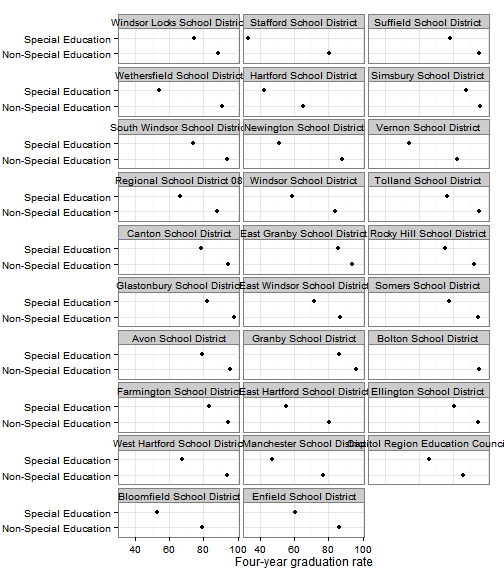 Windsor Locks School District Stafford School District Suffield School District
Special Education
Non-Special Education
Wethersfield School District Hartford School District Simsbury School District
Special Education
Non-Special Education
South Windsor School District Newington School District Vernon School District
Special Education
Non-Special Education
Regional School District 08 Windsor School District Tolland School District
Special Education
Non-Special Education
Canton School District East Granby School District Rocky Hill School District
Special Education
Non-Special Education
Glastonbury School District East Windsor School District Somers School District
Special Education
Non-Special Education
Avon School District Granby School District Bolton School District
Special Education
Non-Special Education
Farmington School District East Hartford School District Ellington School District
Special Education
Non-Special Education
West Hartford School District Manchester School District Capitol Region Education Counci
Special Education
Non-Special Education
Bloomfield School District Enfield School District
Special Education
Non-Special Education
40 60 80 100 40 60 80 100
Four-year graduation rate